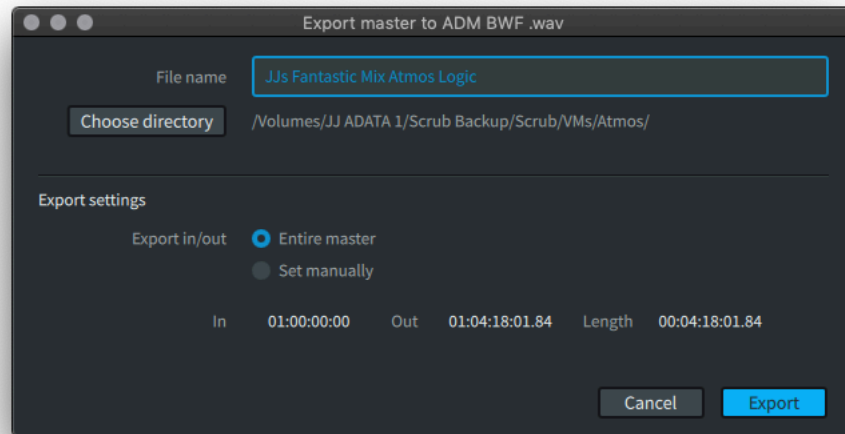 Export master to ADM BWF .wav
File name JJs Fantastic Mix Atmos Logic
Choose directory /Volumes/JJ ADATA 1/Scrub Backup/Scrub/VMs/Atmos/
Export settings
Export in/out Entire master
Set manually
In 01:00:00:00 Out 01:04:18:01.84 Length 00:04:18:01.84
Cancel Export